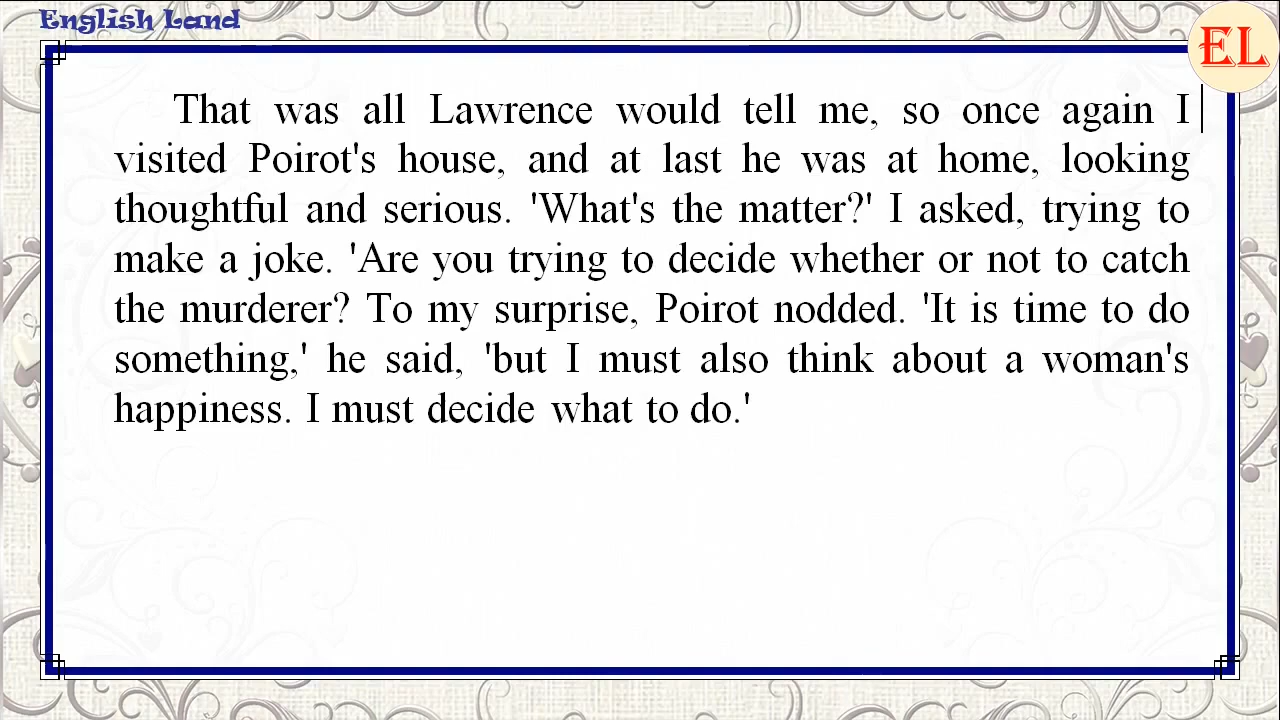 English Land
EL
That was all Lawrence would tell me, so once again I
visited Poirot's house, and at last he was at home, looking
thoughtful and serious. 'What's the matter?' I asked, trying to
make a joke. 'Are you trying to decide whether or not to catch
the murderer? To my surprise, Poirot nodded. 'It is time to do
something,' he said, 'but I must also think about a woman's
happiness. I must decide what to do.'